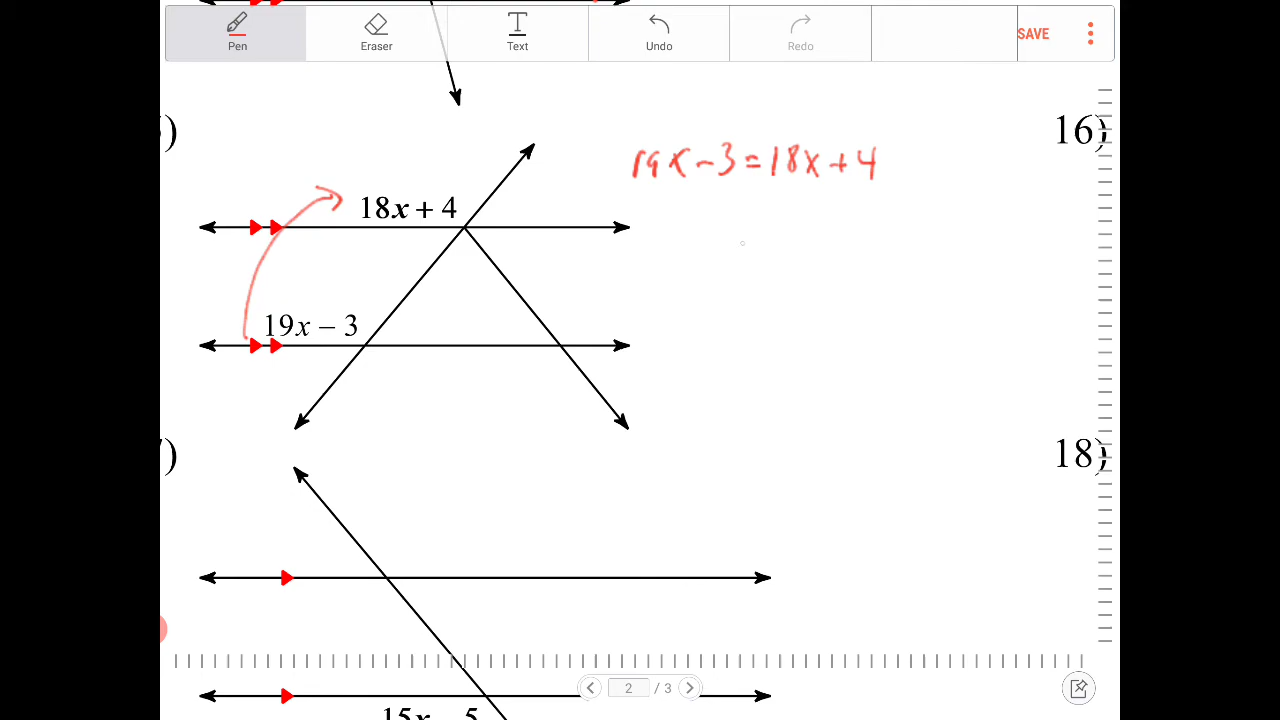 Pen Eraser Text Undo Redo SAVE
) 16)
19x - 3 = 18x + 4
18x + 4
19x − 3
) 18)
2 / 3